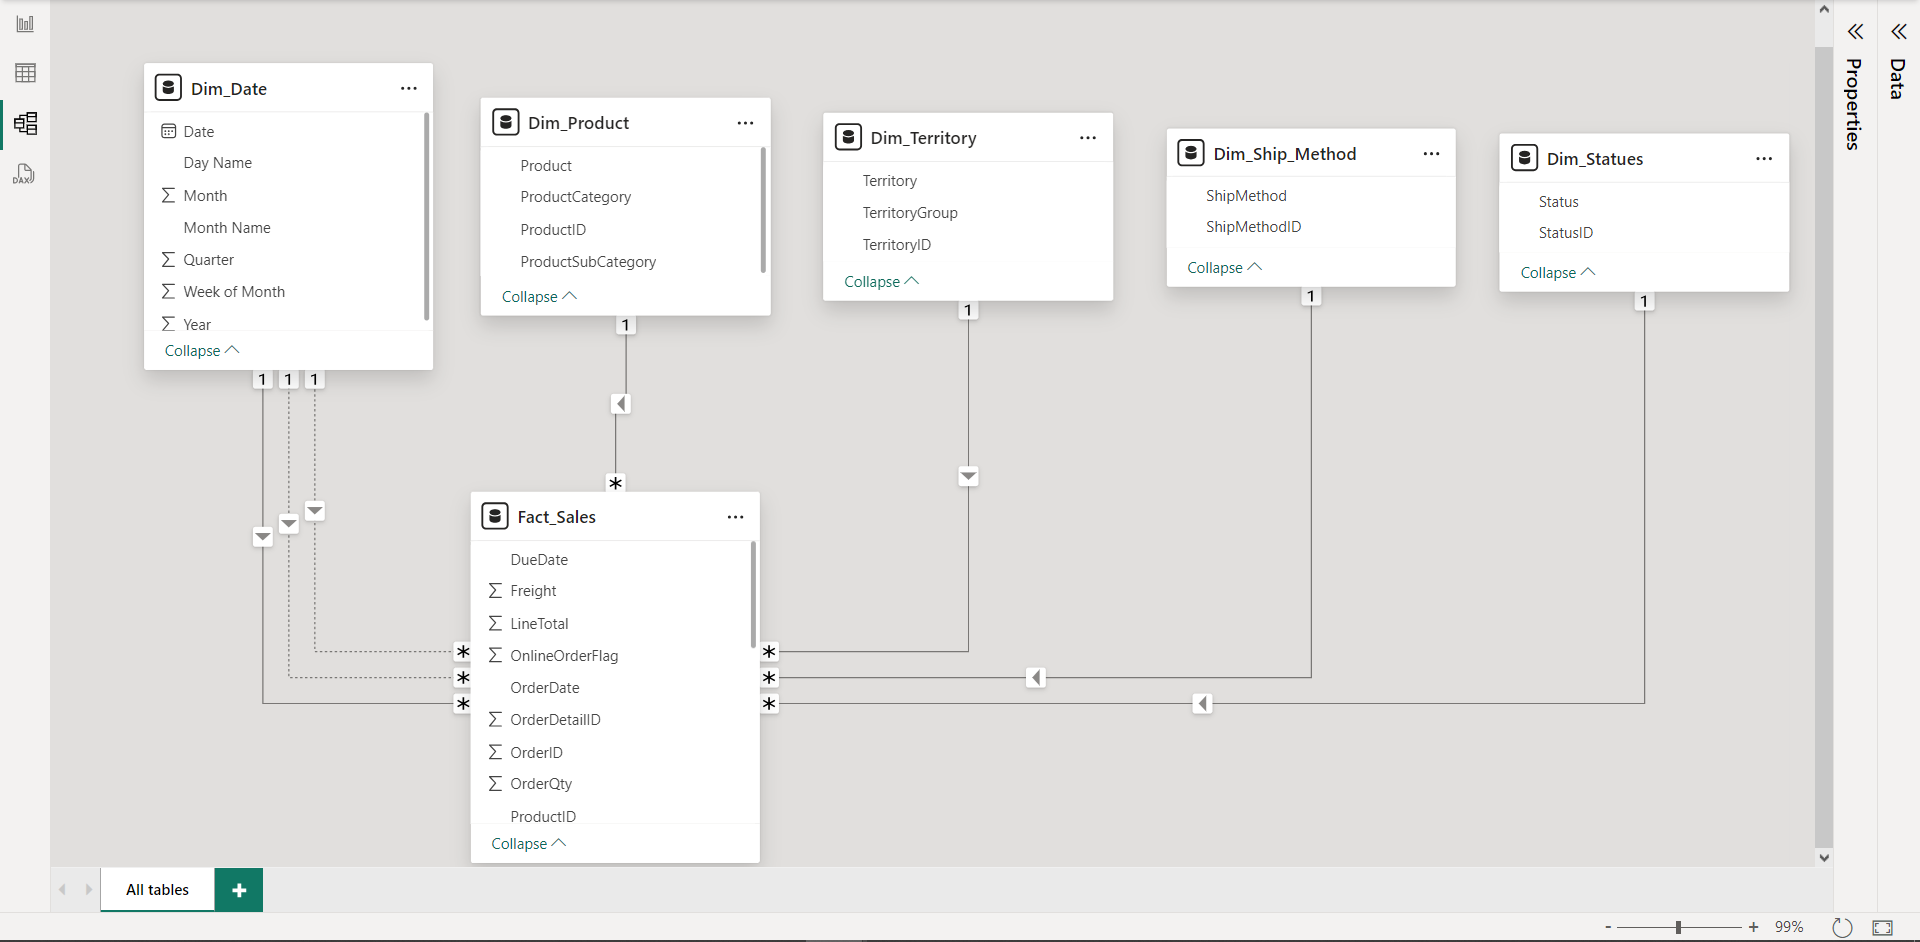 Dim_Date
Date
Day Name
Month
Month Name
Quarter
Week of Month
Year
Collapse
Dim_Product
Product
ProductCategory
ProductID
ProductSubCategory
Collapse
Dim_Territory
Territory
TerritoryGroup
TerritoryID
Collapse
Dim_Ship_Method
ShipMethod
ShipMethodID
Collapse
Dim_Statues
Status
StatusID
Collapse
1 1 1
1
1
1
1
*
Fact_Sales
DueDate
Freight
LineTotal
OnlineOrderFlag
OrderDate
OrderDetailID
OrderID
OrderQty
ProductID
Collapse
*
*
*
*
*
*
Properties
Data
DAX
All tables
+
- + 99%